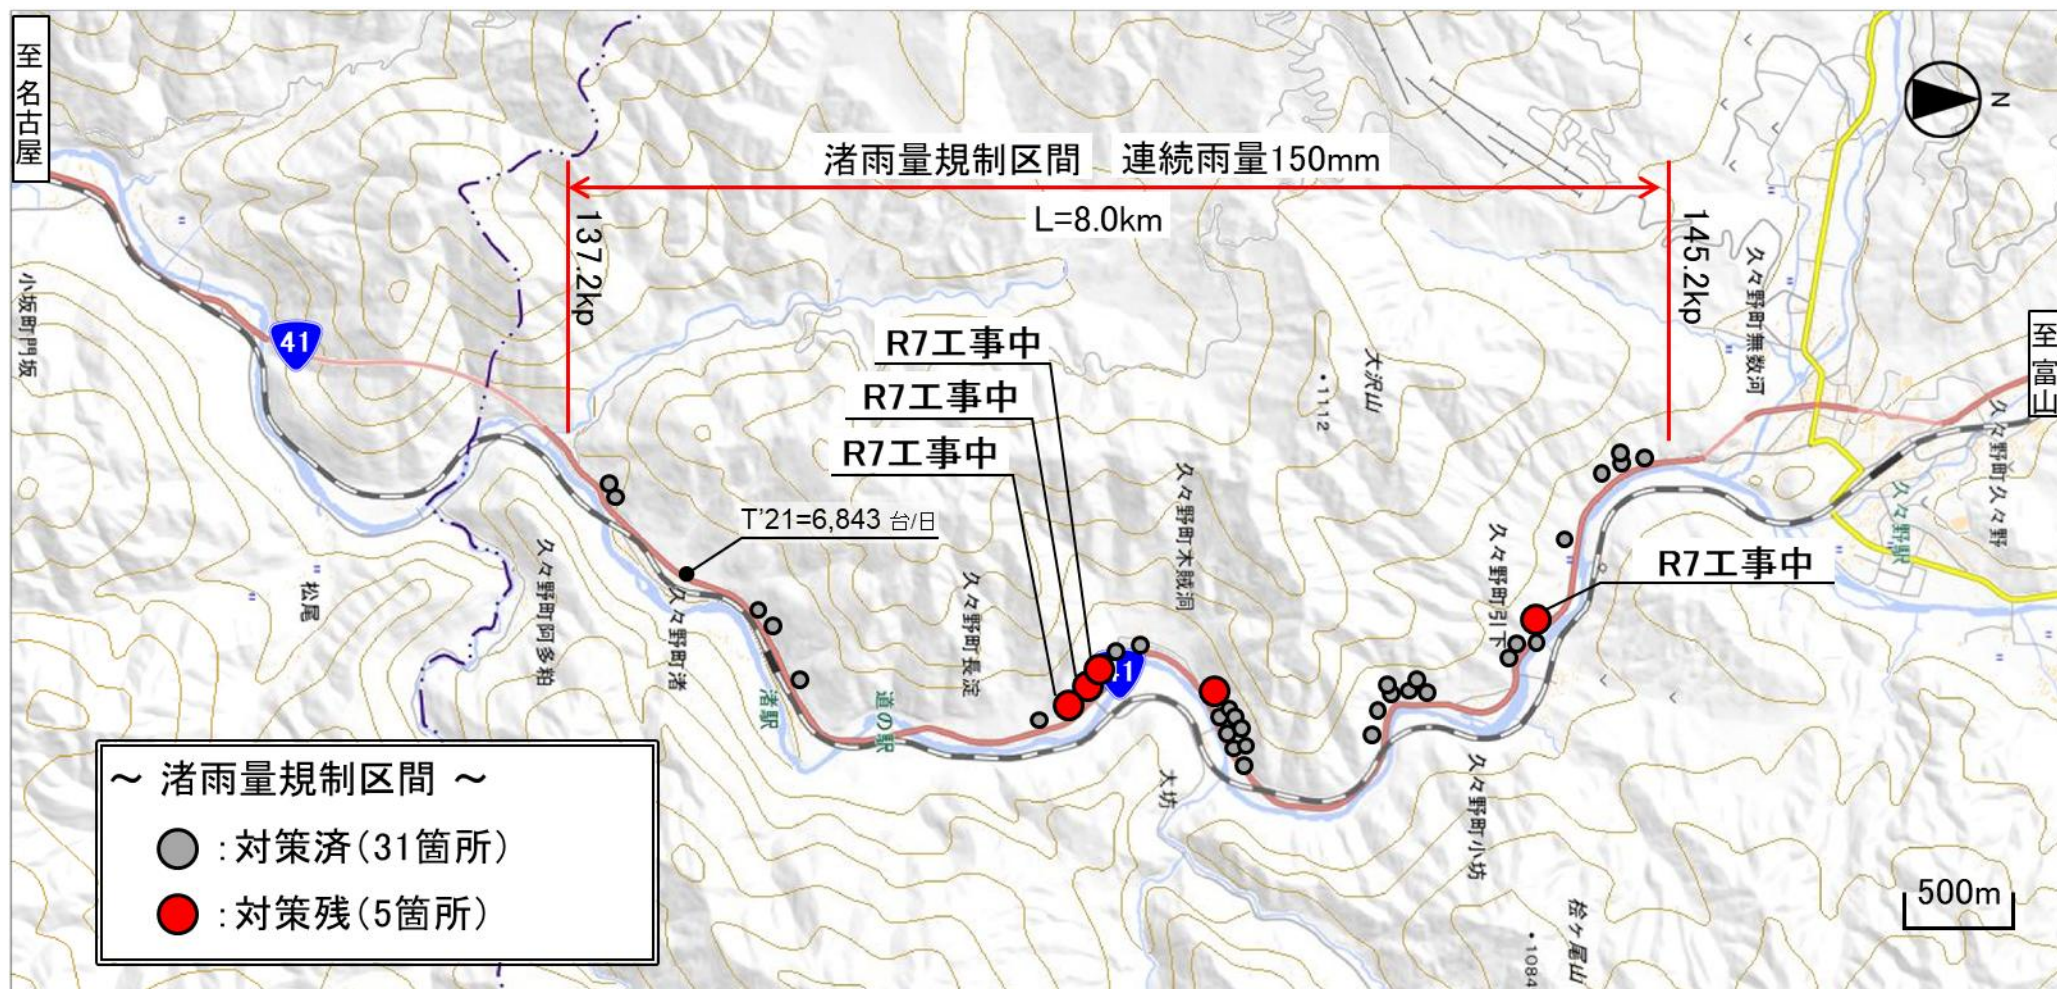 至 名古屋
渚雨量規制区間 連続雨量150mm
L=8.0km
137.2kp
145.2kp
N
至 富山
久々野町無数河
小坂町門坂
41
R7工事中
R7工事中
R7工事中
・1112
大沢山
久々野町木賊洞
T'21=6,843 台/日
久々野町引下
R7工事中
久々野駅
久々野町久々野
松尾
久々野町阿多粕
久々野町渚
渚駅
道の駅
久々野町長淀
41
大坊
久々野町小坊
桧ヶ尾山
・1084
500m
～ 渚雨量規制区間 ～
：対策済（31箇所）
：対策残（5箇所）